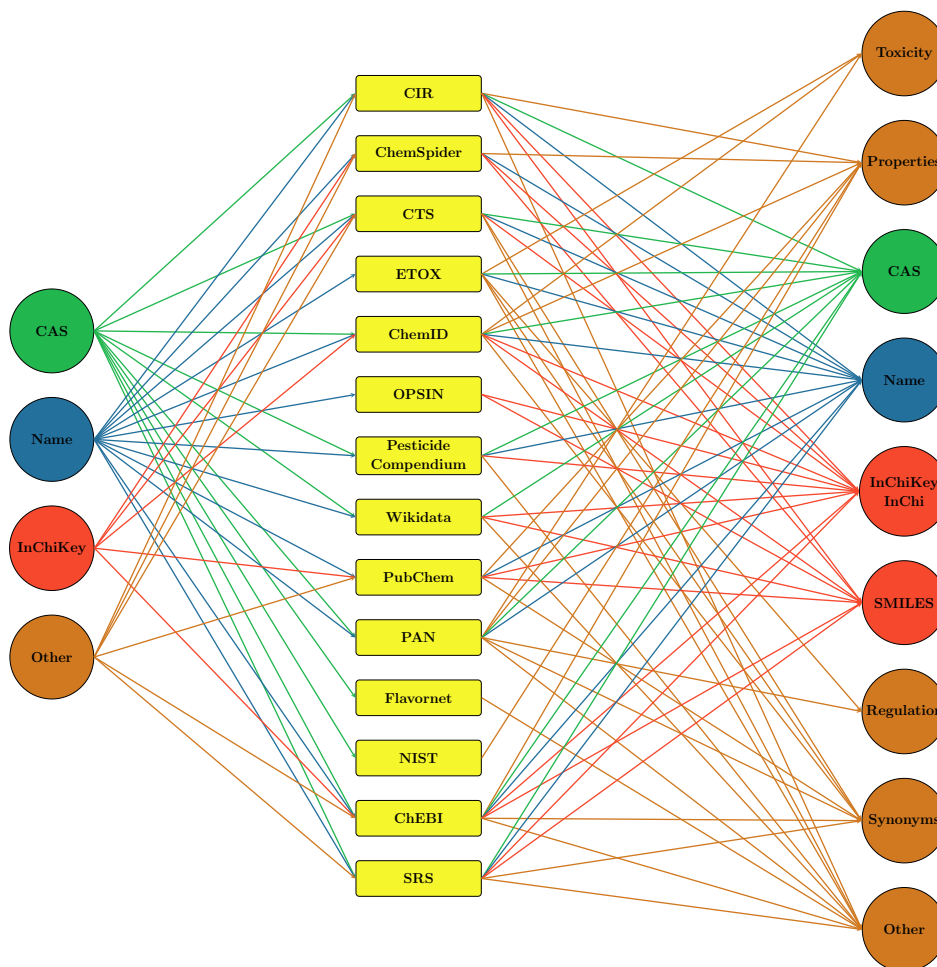 CAS
Name
InChiKey
Other
CIR
ChemSpider
CTS
ETOX
ChemID
OPSIN
Pesticide
Compendium
Wikidata
PubChem
PAN
Flavornet
NIST
ChEBI
SRS
Toxicity
Properties
CAS
Name
InChiKey
InChi
SMILES
Regulation
Synonyms
Other